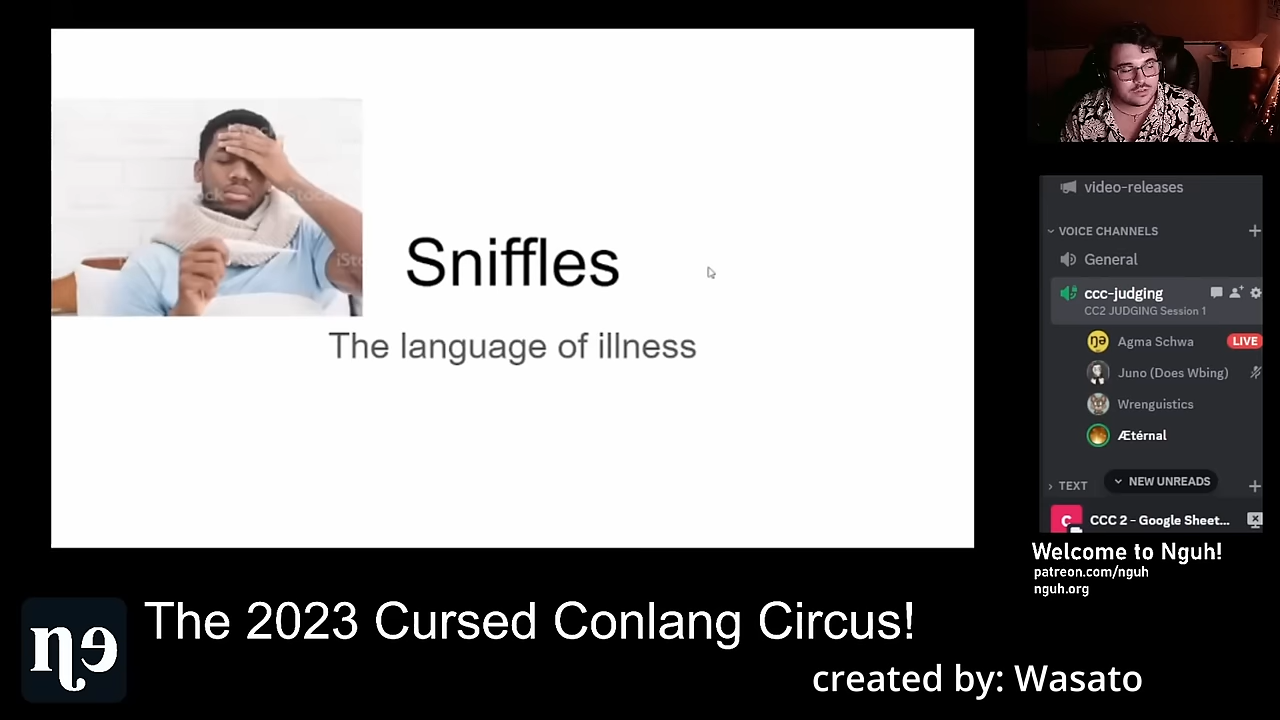 Sniffles
The language of illness
iStock
iStock
video-releases
VOICE CHANNELS
General
ccc-judging
CC2 JUDGING Session 1
Agma Schwa
LIVE
Juno (Does Wbing)
Wrenguistics
Ætérnal
TEXT
NEW UNREADS
CCC 2 - Google Sheet...
Welcome to Nguh!
patreon.com/nguh
nguh.org
ŋə
The 2023 Cursed Conlang Circus!
created by: Wasato